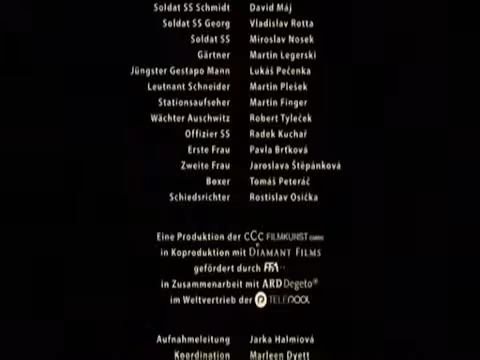 Soldat SS Schmidt David Máj
Soldat SS Georg Vladislav Rotta
Soldat SS Miroslav Nosek
Gärtner Martin Legerski
Jüngster Gestapo Mann Lukáš Pečenka
Leutnant Schneider Martin Plešek
Stationsaufseher Martin Finger
Wächter Auschwitz Robert Tyleček
Offizier SS Radek Kuchař
Erste Frau Pavla Brťková
Zweite Frau Jaroslava Štěpánková
Boxer Tomáš Peteráč
Schiedsrichter Rostislav Osička
Eine Produktion der CCC FILMKUNST GMBH
in Koproduktion mit DIAMANT FILMS
gefördert durch FFA
in Zusammenarbeit mit ARD Degeto
im Weltvertrieb der TELEPOOL
Aufnahmeleitung Jarka Halmiová
Koordination Marleen Dyett